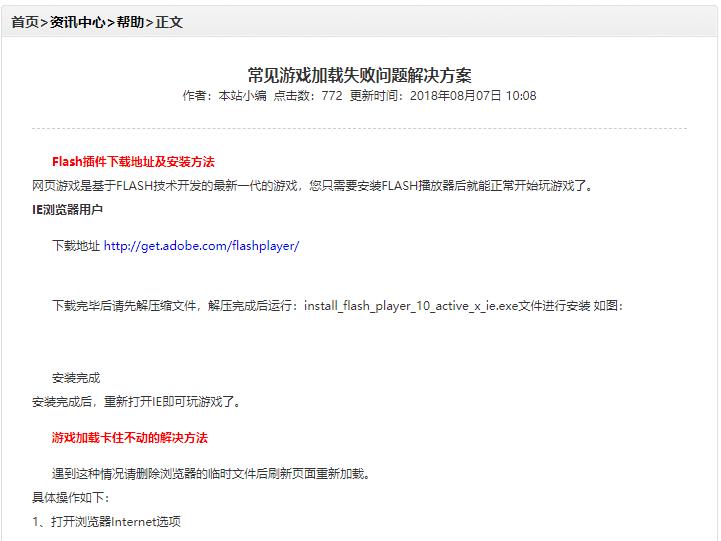 首页>资讯中心>帮助>正文
常见游戏加载失败问题解决方案
作者：本站小编 点击数：772 更新时间：2018年08月07日 10:08
Flash插件下载地址及安装方法
网页游戏是基于FLASH技术开发的最新一代的游戏，您只需要安装FLASH播放器后就能正常开始玩游戏了。
IE浏览器用户
下载地址 http://get.adobe.com/flashplayer/
下载完毕后请先解压缩文件，解压完成后运行：install_flash_player_10_active_x_ie.exe文件进行安装 如图：
安装完成
安装完成后，重新打开IE即可玩游戏了。
游戏加载卡住不动的解决方法
遇到这种情况请删除浏览器的临时文件后刷新页面重新加载。
具体操作如下：
1、打开浏览器Internet选项